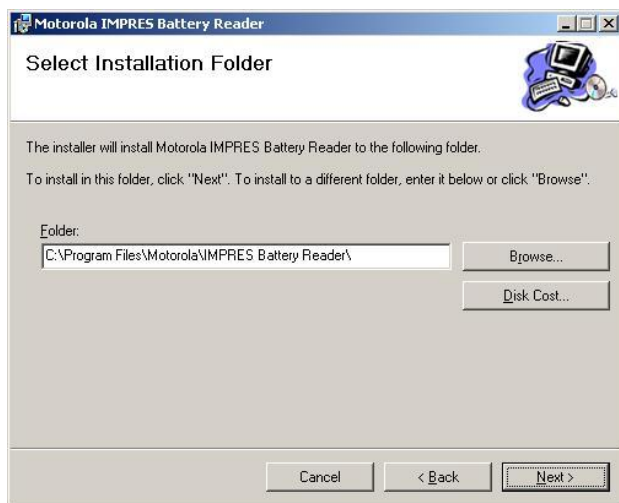 Motorola IMPRES Battery Reader
Select Installation Folder
The installer will install Motorola IMPRES Battery Reader to the following folder.
To install in this folder, click "Next". To install to a different folder, enter it below or click "Browse".
Folder:
C:\Program Files\Motorola\IMPRES Battery Reader\
Browse...
Disk Cost...
Cancel
< Back
Next >